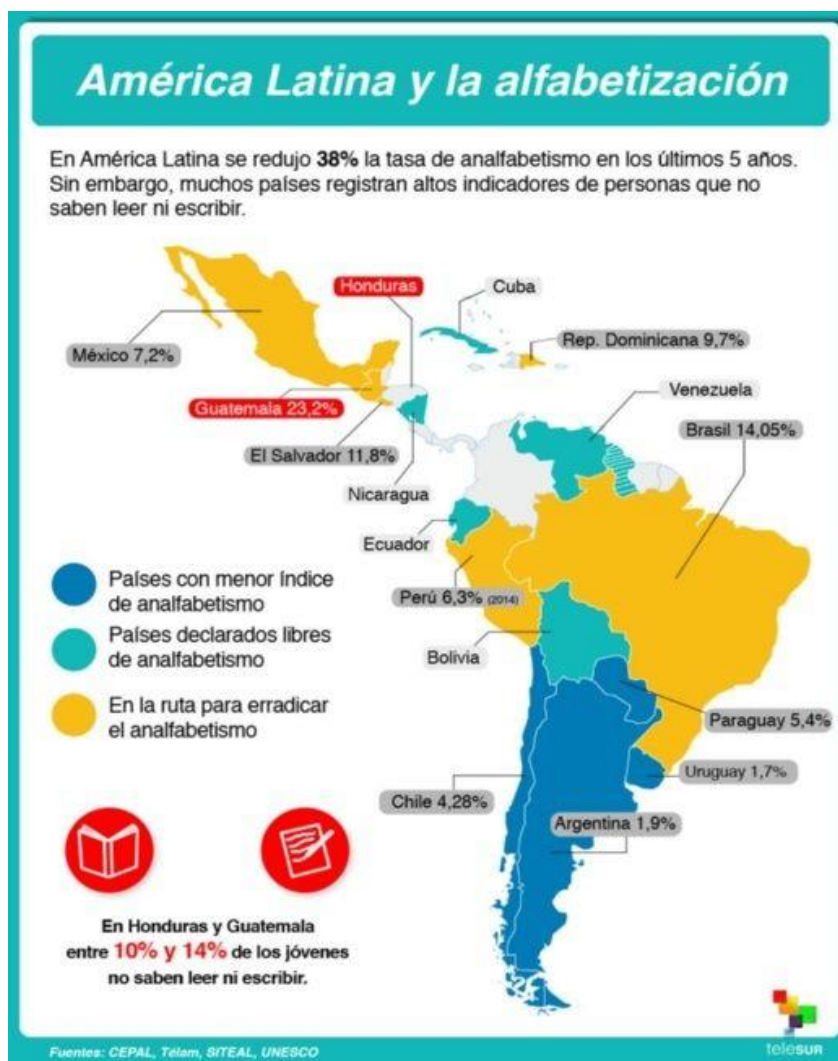 América Latina y la alfabetización
En América Latina se redujo 38% la tasa de analfabetismo en los últimos 5 años.
Sin embargo, muchos países registran altos indicadores de personas que no
saben leer ni escribir.
Honduras
Cuba
México 7,2%
Rep. Dominicana 9,7%
Venezuela
Guatemala 23,2%
Brasil 14,05%
El Salvador 11,8%
Nicaragua
Ecuador
Países con menor índice
de analfabetismo
Perú 6,3% (2014)
Países declarados libres
de analfabetismo
Bolivia
En la ruta para erradicar
el analfabetismo
Paraguay 5,4%
Uruguay 1,7%
Chile 4,28%
Argentina 1,9%
En Honduras y Guatemala
entre 10% y 14% de los jóvenes
no saben leer ni escribir.
Fuentes: CEPAL, Télam, SITEAL, UNESCO
teleSUR